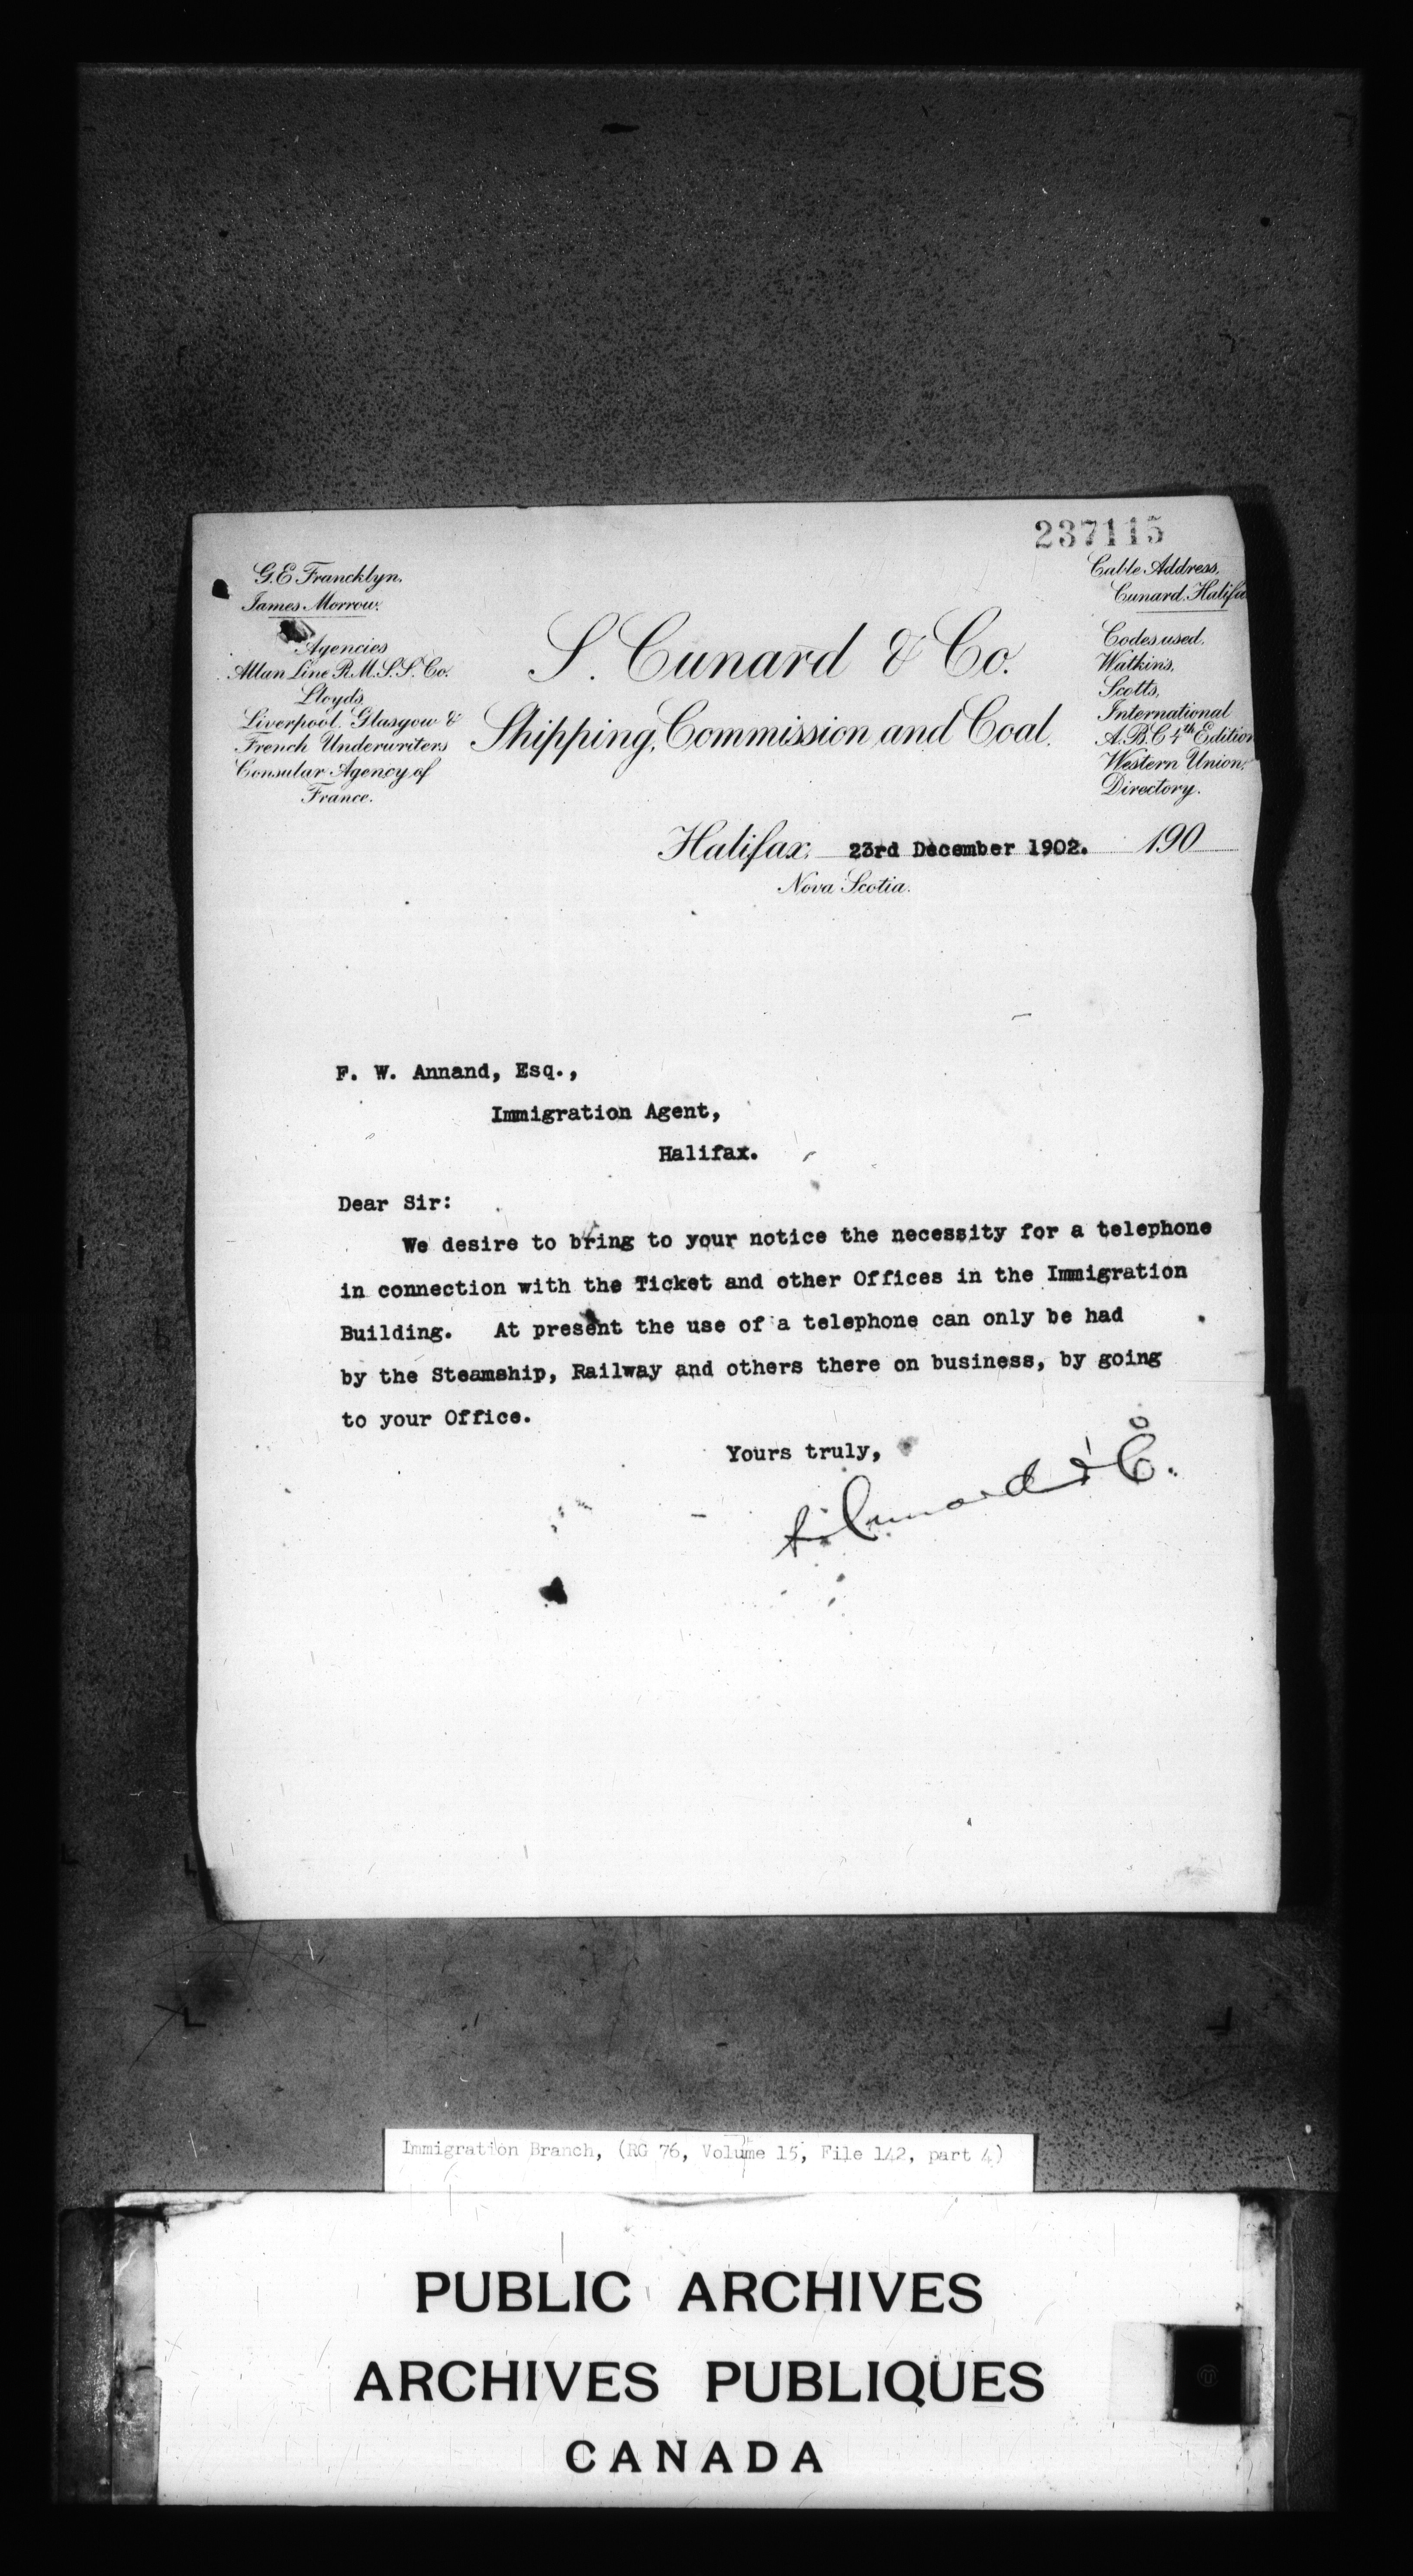 237115
G.E. Francklyn.
James Morrow.
Agencies
Allan Line R.M.S.S. Co.
Lloyds,
Liverpool, Glasgow &
French Underwriters
Consular Agency of
France.
S. Cunard & Co.
Shipping, Commission and Coal.
Cable Address,
Cunard. Halifa
Codes used.
Watkins,
Scotts,
International
A.B.C 4th Edition
Western Union,
Directory.
Halifax, 23rd December 1902. 190
Nova Scotia.
F. W. Annand, Esq.,
Immigration Agent,
Halifax.
Dear Sir:
We desire to bring to your notice the necessity for a telephone
in connection with the Ticket and other Offices in the Immigration
Building. At present the use of a telephone can only be had
by the Steamship, Railway and others there on business, by going
to your Office.
Yours truly,
S. Cunard & Co.
Immigration Branch, (RG 76, Volume 15, File 142, part 4)
PUBLIC ARCHIVES
ARCHIVES PUBLIQUES
CANADA